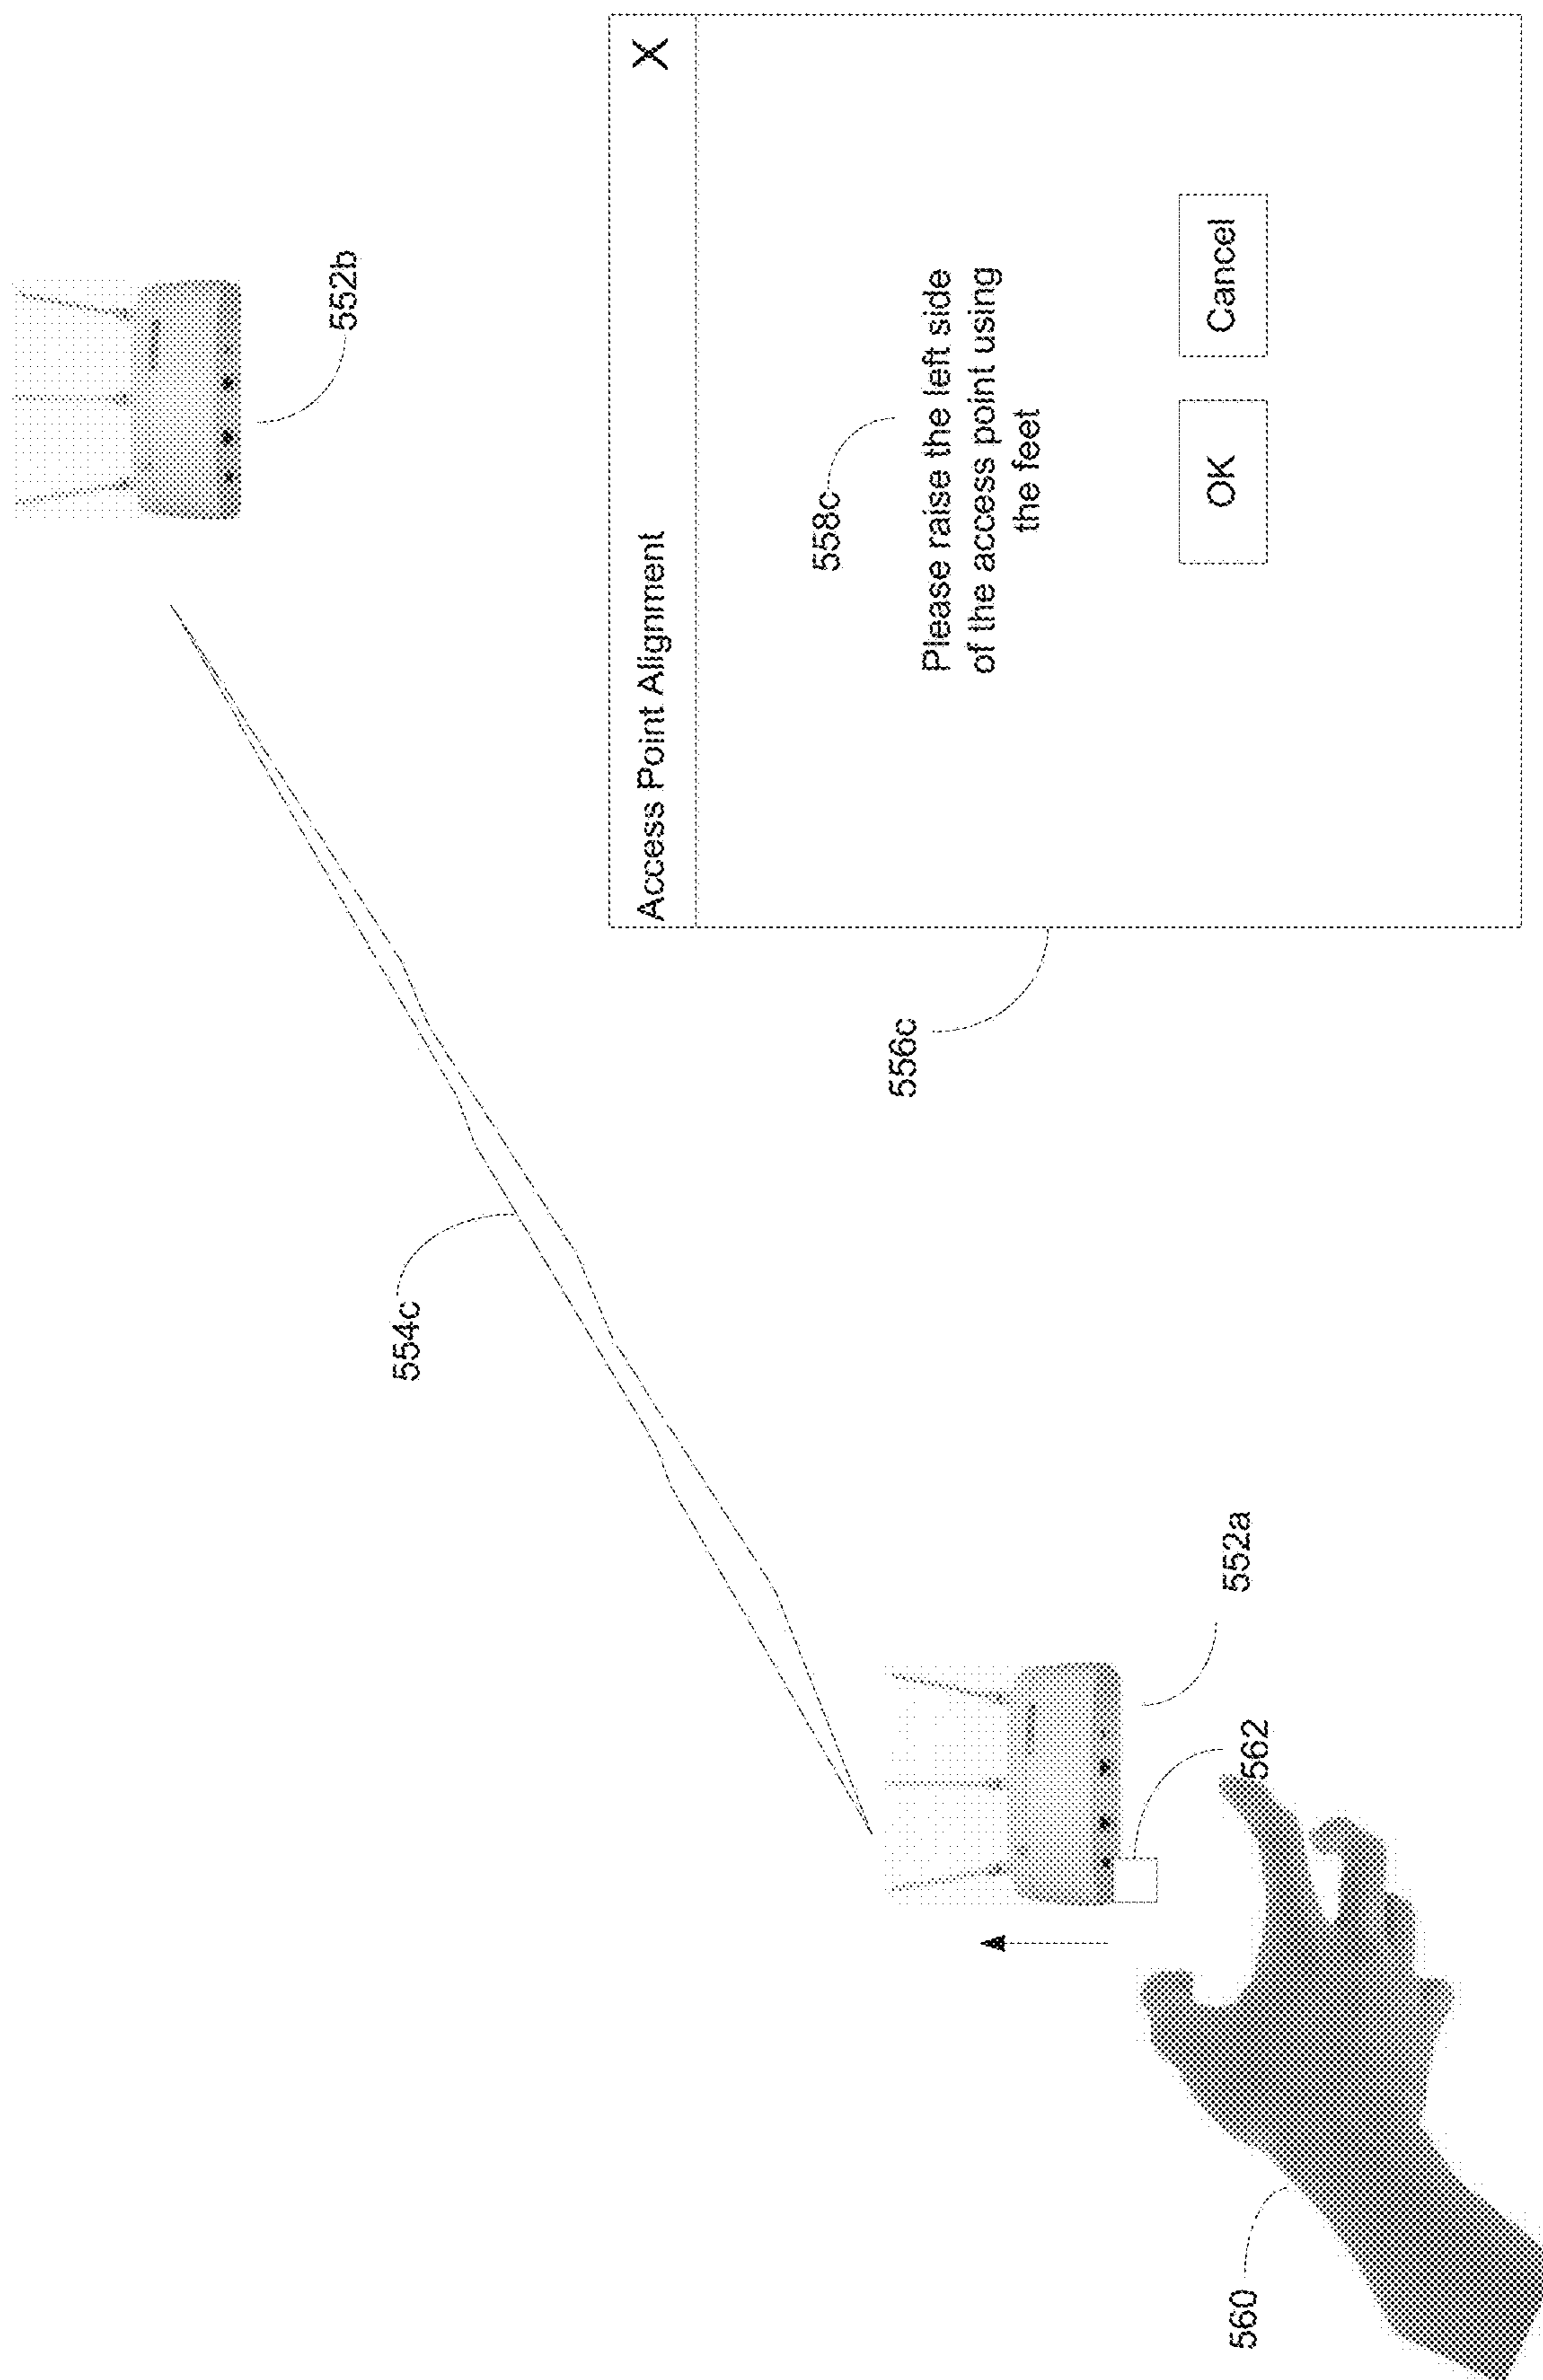 552b
554c
Access Point Alignment X
558c
Please raise the left side
of the access point using
the feet
OK Cancel
556c
552a
562
560